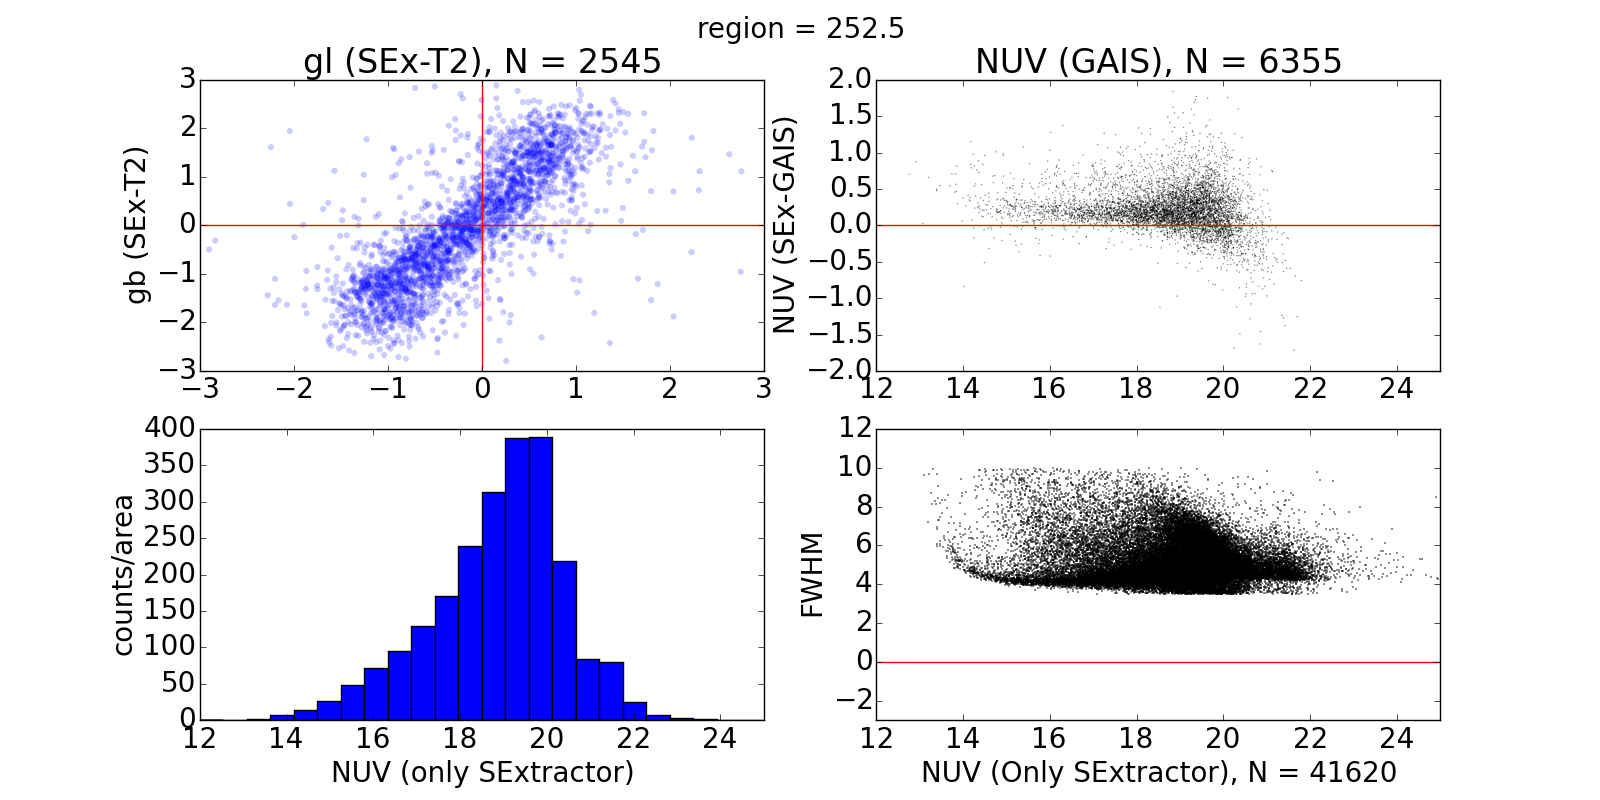 region = 252.5
gl (SEx-T2), N = 2545
NUV (GAIS), N = 6355
gb (SEx-T2)
3
2
1
0
−1
−2
−3
−3 −2 −1 0 1 2 3
NUV (SEx-GAIS)
2.0
1.5
1.0
0.5
0.0
−0.5
−1.0
−1.5
−2.0
12 14 16 18 20 22 24
counts/area
400
350
300
250
200
150
100
50
0
12 14 16 18 20 22 24
NUV (only SExtractor)
FWHM
12
10
8
6
4
2
0
−2
12 14 16 18 20 22 24
NUV (Only SExtractor), N = 41620